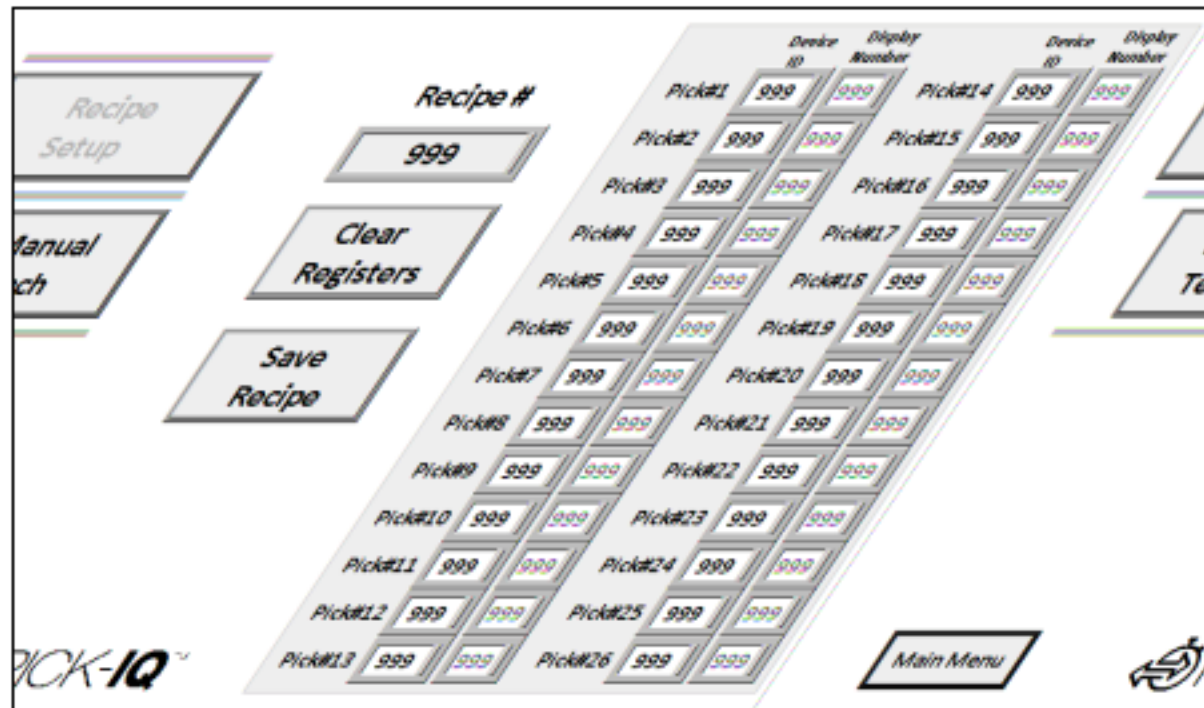 Recipe
Setup
Manual
Recipe #
999
Clear
Registers
Save
Recipe
Device
ID
Display
Number
Pick#1 999 999
Pick#2 999 999
Pick#3 999 999
Pick#4 999 999
Pick#5 999 999
Pick#6 999 999
Pick#7 999 999
Pick#8 999 999
Pick#9 999 999
Pick#10 999 999
Pick#11 999 999
Pick#12 999 999
Pick#13 999 999
Device
ID
Display
Number
Pick#14 999 999
Pick#15 999 999
Pick#16 999 999
Pick#17 999 999
Pick#18 999 999
Pick#19 999 999
Pick#20 999 999
Pick#21 999 999
Pick#22 999 999
Pick#23 999 999
Pick#24 999 999
Pick#25 999 999
Pick#26 999 999
PICK-IQ™
Main Menu